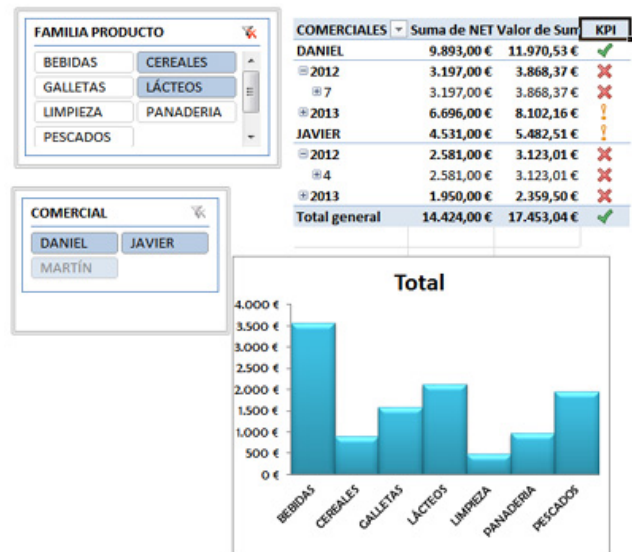 FAMILIA PRODUCTO
BEBIDAS CEREALES
GALLETAS LÁCTEOS
LIMPIEZA PANADERIA
PESCADOS
COMERCIALES Suma de NET Valor de Sum KPI
DANIEL 9.893,00 € 11.970,53 €
2012 3.197,00 € 3.868,37 €
7 3.197,00 € 3.868,37 €
2013 6.696,00 € 8.102,16 €
JAVIER 4.531,00 € 5.482,51 €
2012 2.581,00 € 3.123,01 €
4 2.581,00 € 3.123,01 €
2013 1.950,00 € 2.359,50 €
Total general 14.424,00 € 17.453,04 €
COMERCIAL
DANIEL JAVIER
MARTÍN
Total
4.000 €
3.500 €
3.000 €
2.500 €
2.000 €
1.500 €
1.000 €
500 €
0 €
BEBIDAS CEREALES GALLETAS LÁCTEOS LIMPIEZA PANADERIA PESCADOS